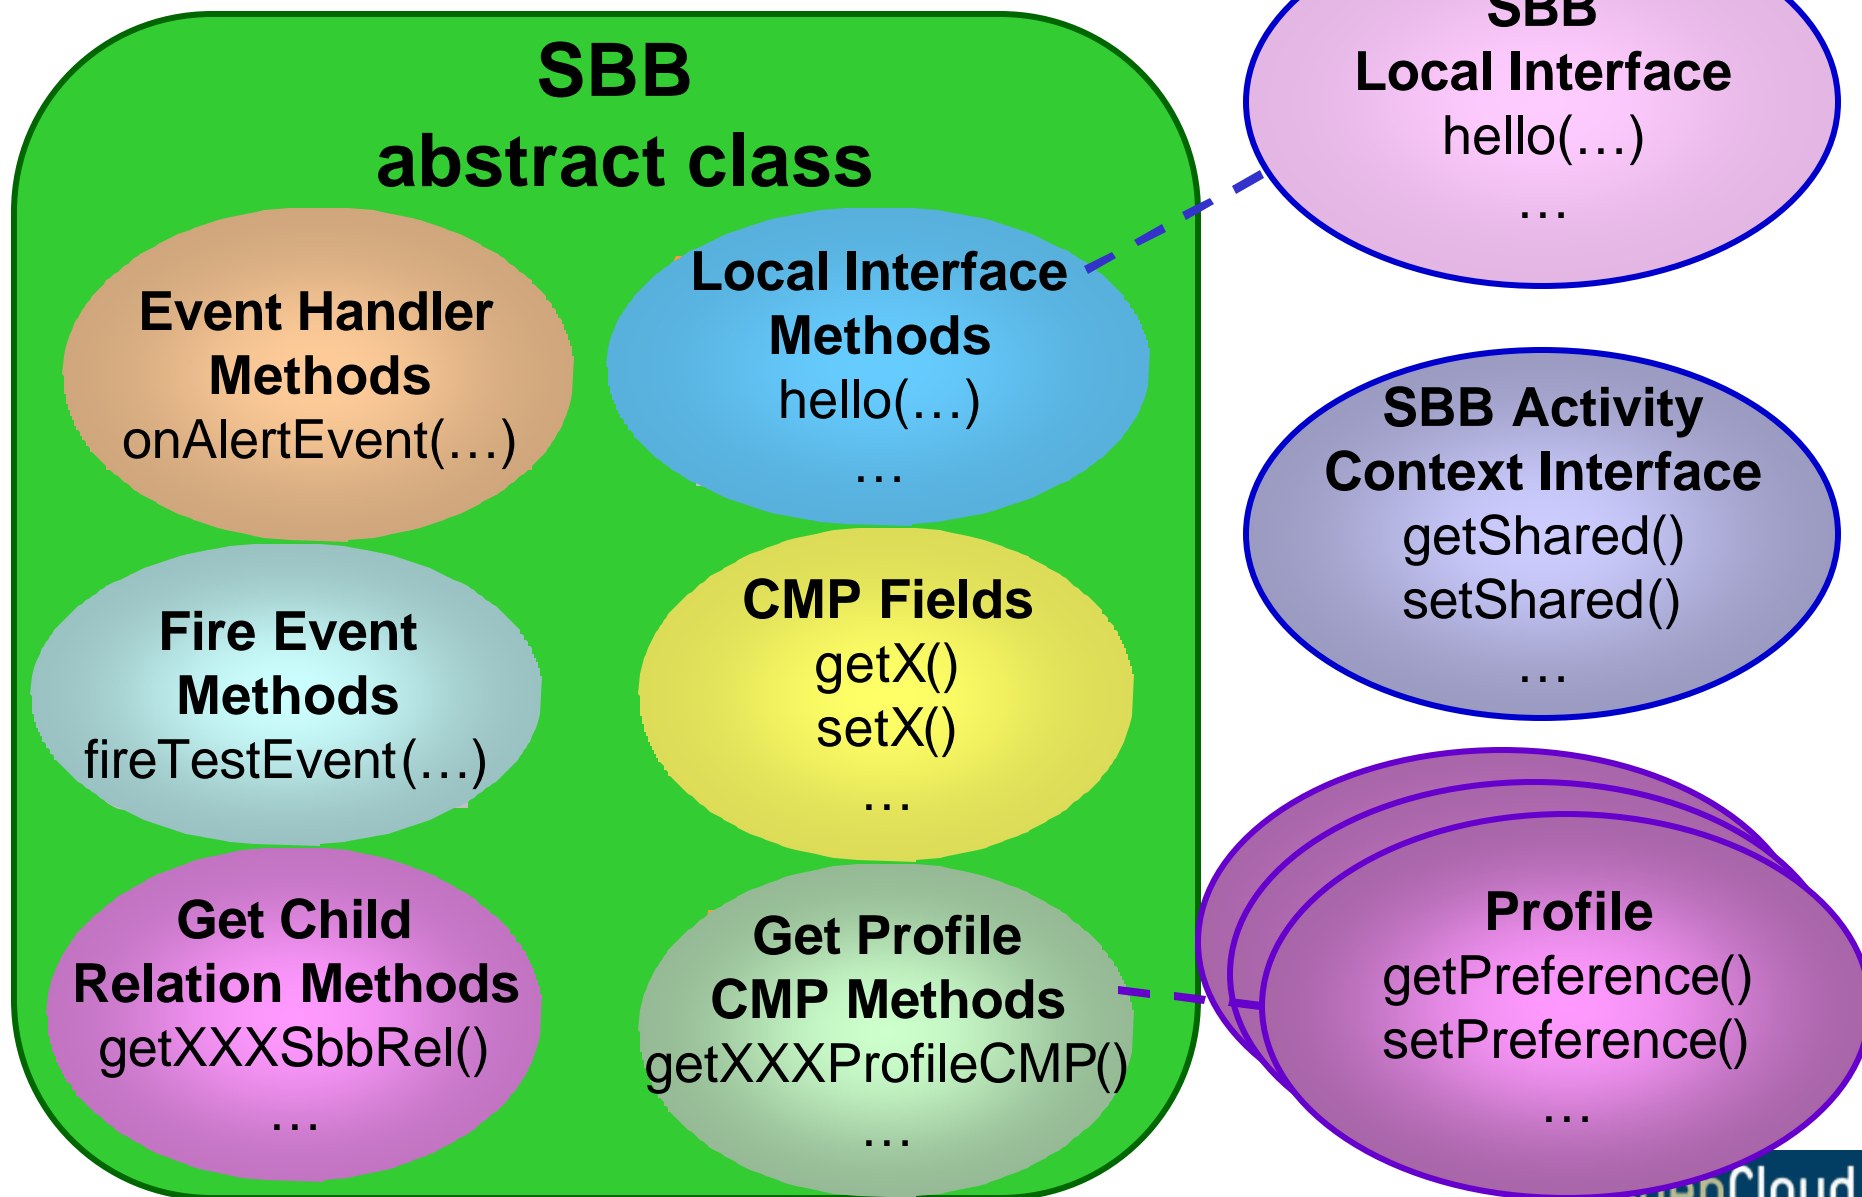 SBB
abstract class
Event Handler
Methods
onAlertEvent(…)
Local Interface
Methods
hello(…)
…
Fire Event
Methods
fireTestEvent(…)
CMP Fields
getX()
setX()
…
Get Child
Relation Methods
getXXXSbbRel()
…
Get Profile
CMP Methods
getXXXProfileCMP()
…
SBB
Local Interface
hello(…)
…
SBB Activity
Context Interface
getShared()
setShared()
…
Profile
getPreference()
setPreference()
…
Cloud